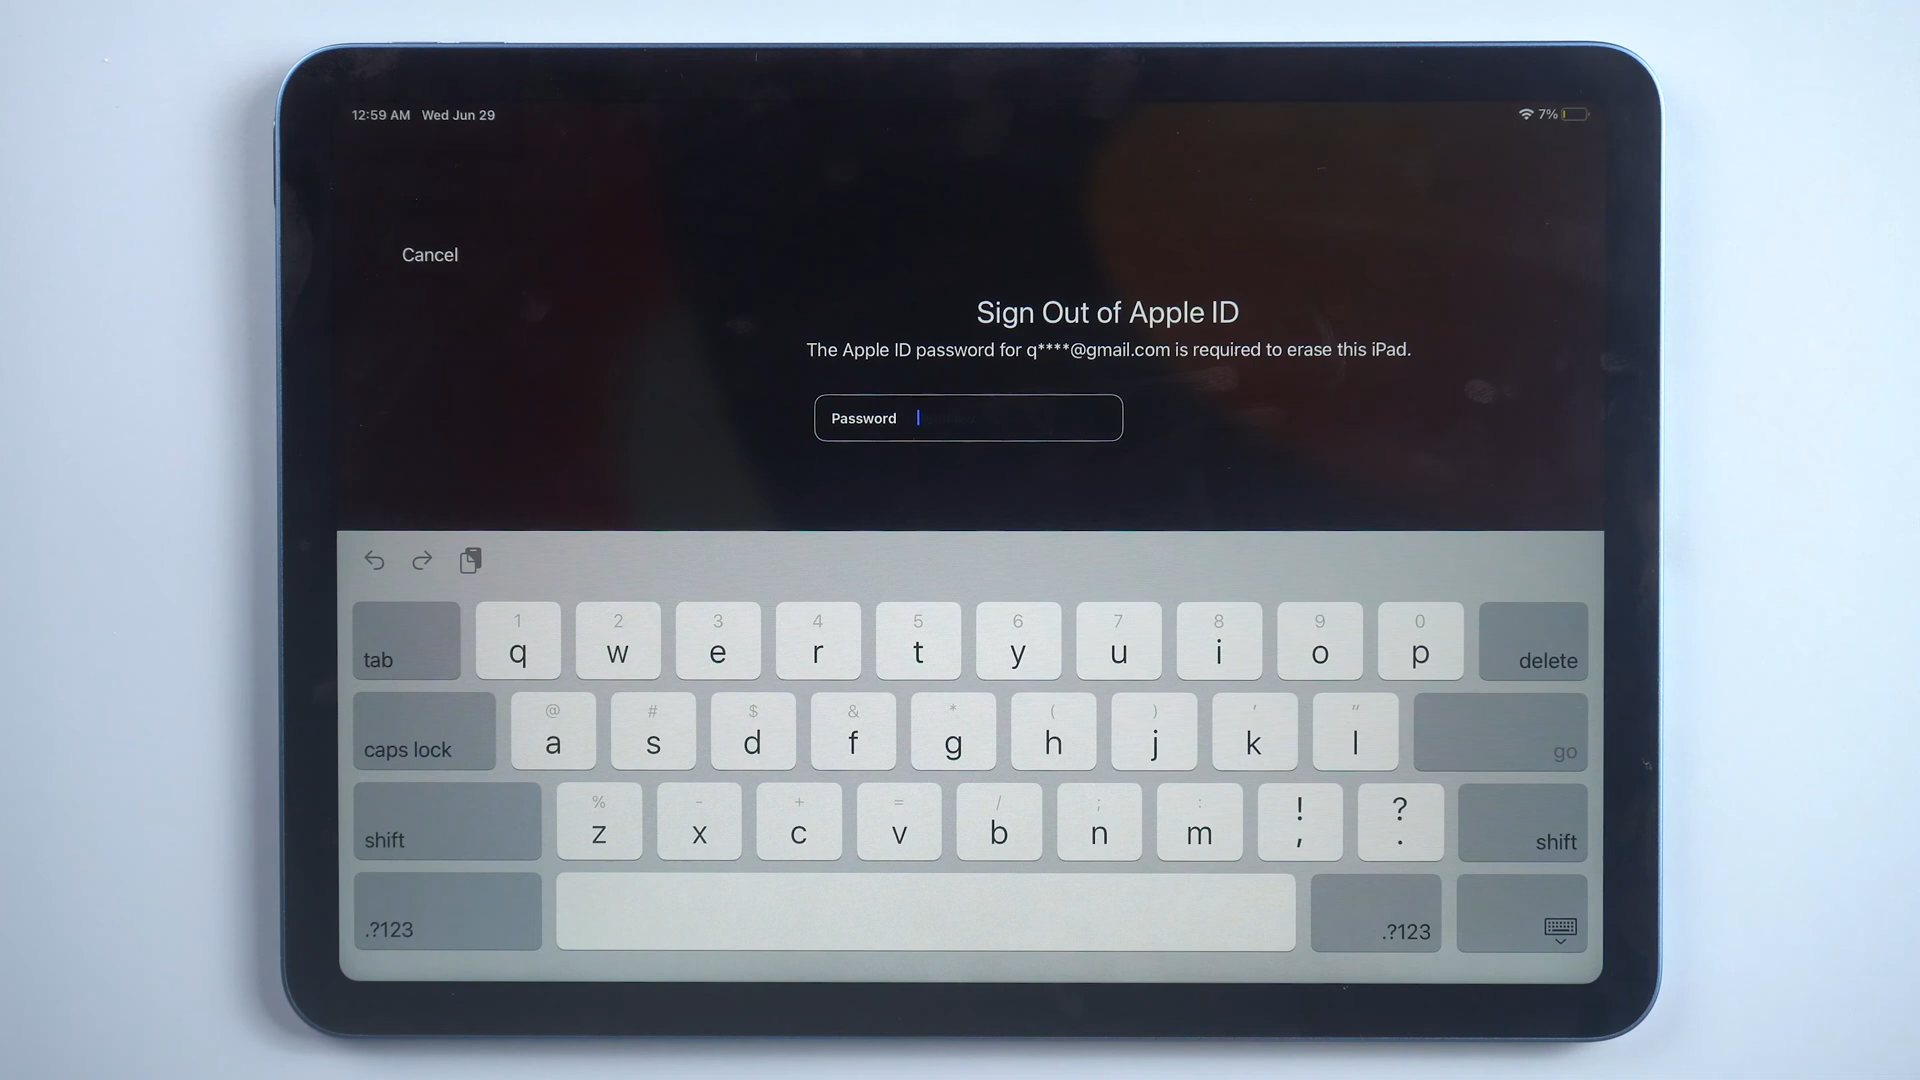 12:59 AM Wed Jun 29
7%
Cancel
Sign Out of Apple ID
The Apple ID password for q****@gmail.com is required to erase this iPad.
Password
1 2 3 4 5 6 7 8 9 0
tab q w e r t y u i o p delete
@ # $ & * ( ) ' "
caps lock a s d f g h j k l go
% - + = / ; : ! ?
shift z x c v b n m , . shift
.?123 .?123